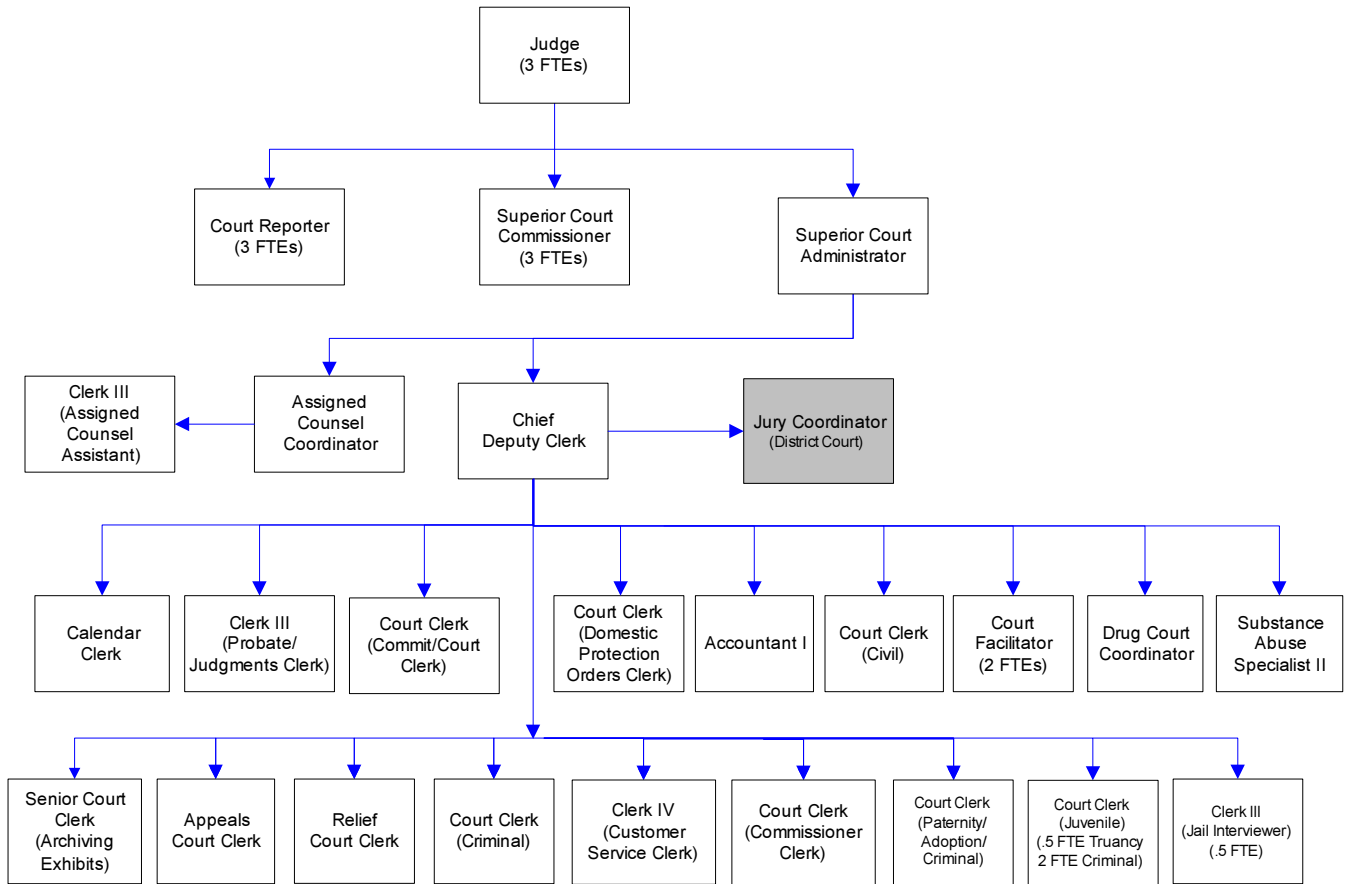 Judge
(3 FTEs)
Court Reporter
(3 FTEs)
Superior Court
Commissioner
(3 FTEs)
Superior Court
Administrator
Clerk III
(Assigned
Counsel
Assistant)
Assigned
Counsel
Coordinator
Chief
Deputy Clerk
Jury Coordinator
(District Court)
Calendar
Clerk
Clerk III
(Probate/
Judgments Clerk)
Court Clerk
(Commit/Court
Clerk)
Court Clerk
(Domestic
Protection
Orders Clerk)
Accountant I
Court Clerk
(Civil)
Court
Facilitator
(2 FTEs)
Drug Court
Coordinator
Substance
Abuse
Specialist II
Senior Court
Clerk
(Archiving
Exhibits)
Appeals
Court Clerk
Relief
Court Clerk
Court Clerk
(Criminal)
Clerk IV
(Customer
Service Clerk)
Court Clerk
(Commissioner
Clerk)
Court Clerk
(Paternity/
Adoption/
Criminal)
Court Clerk
(Juvenile)
(.5 FTE Truancy
2 FTE Criminal)
Clerk III
(Jail Interviewer)
(.5 FTE)